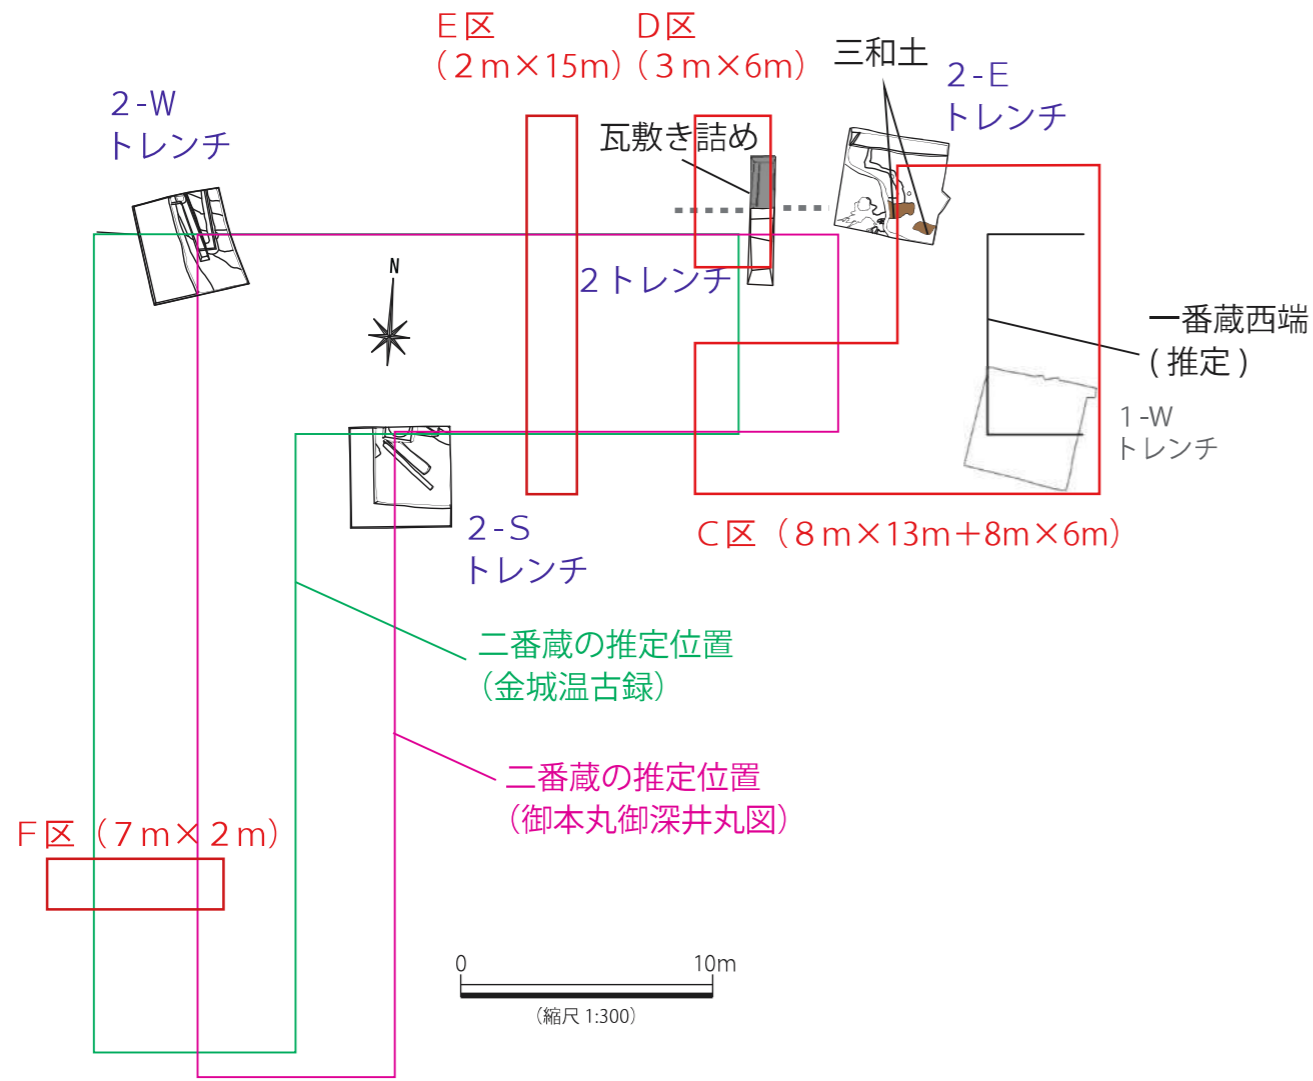 E区
（２m×15m）
D区
（３m×6m）
三和土
2-E
トレンチ
2-W
トレンチ
瓦敷き詰め
N
2トレンチ
一番蔵西端
(推定)
1-W
トレンチ
2-S
トレンチ
C区（８m×13m＋8m×6m）
二番蔵の推定位置
（金城温古録）
二番蔵の推定位置
（御本丸御深井丸図）
F区（７m×２m）
0
10m
（縮尺 1:300）